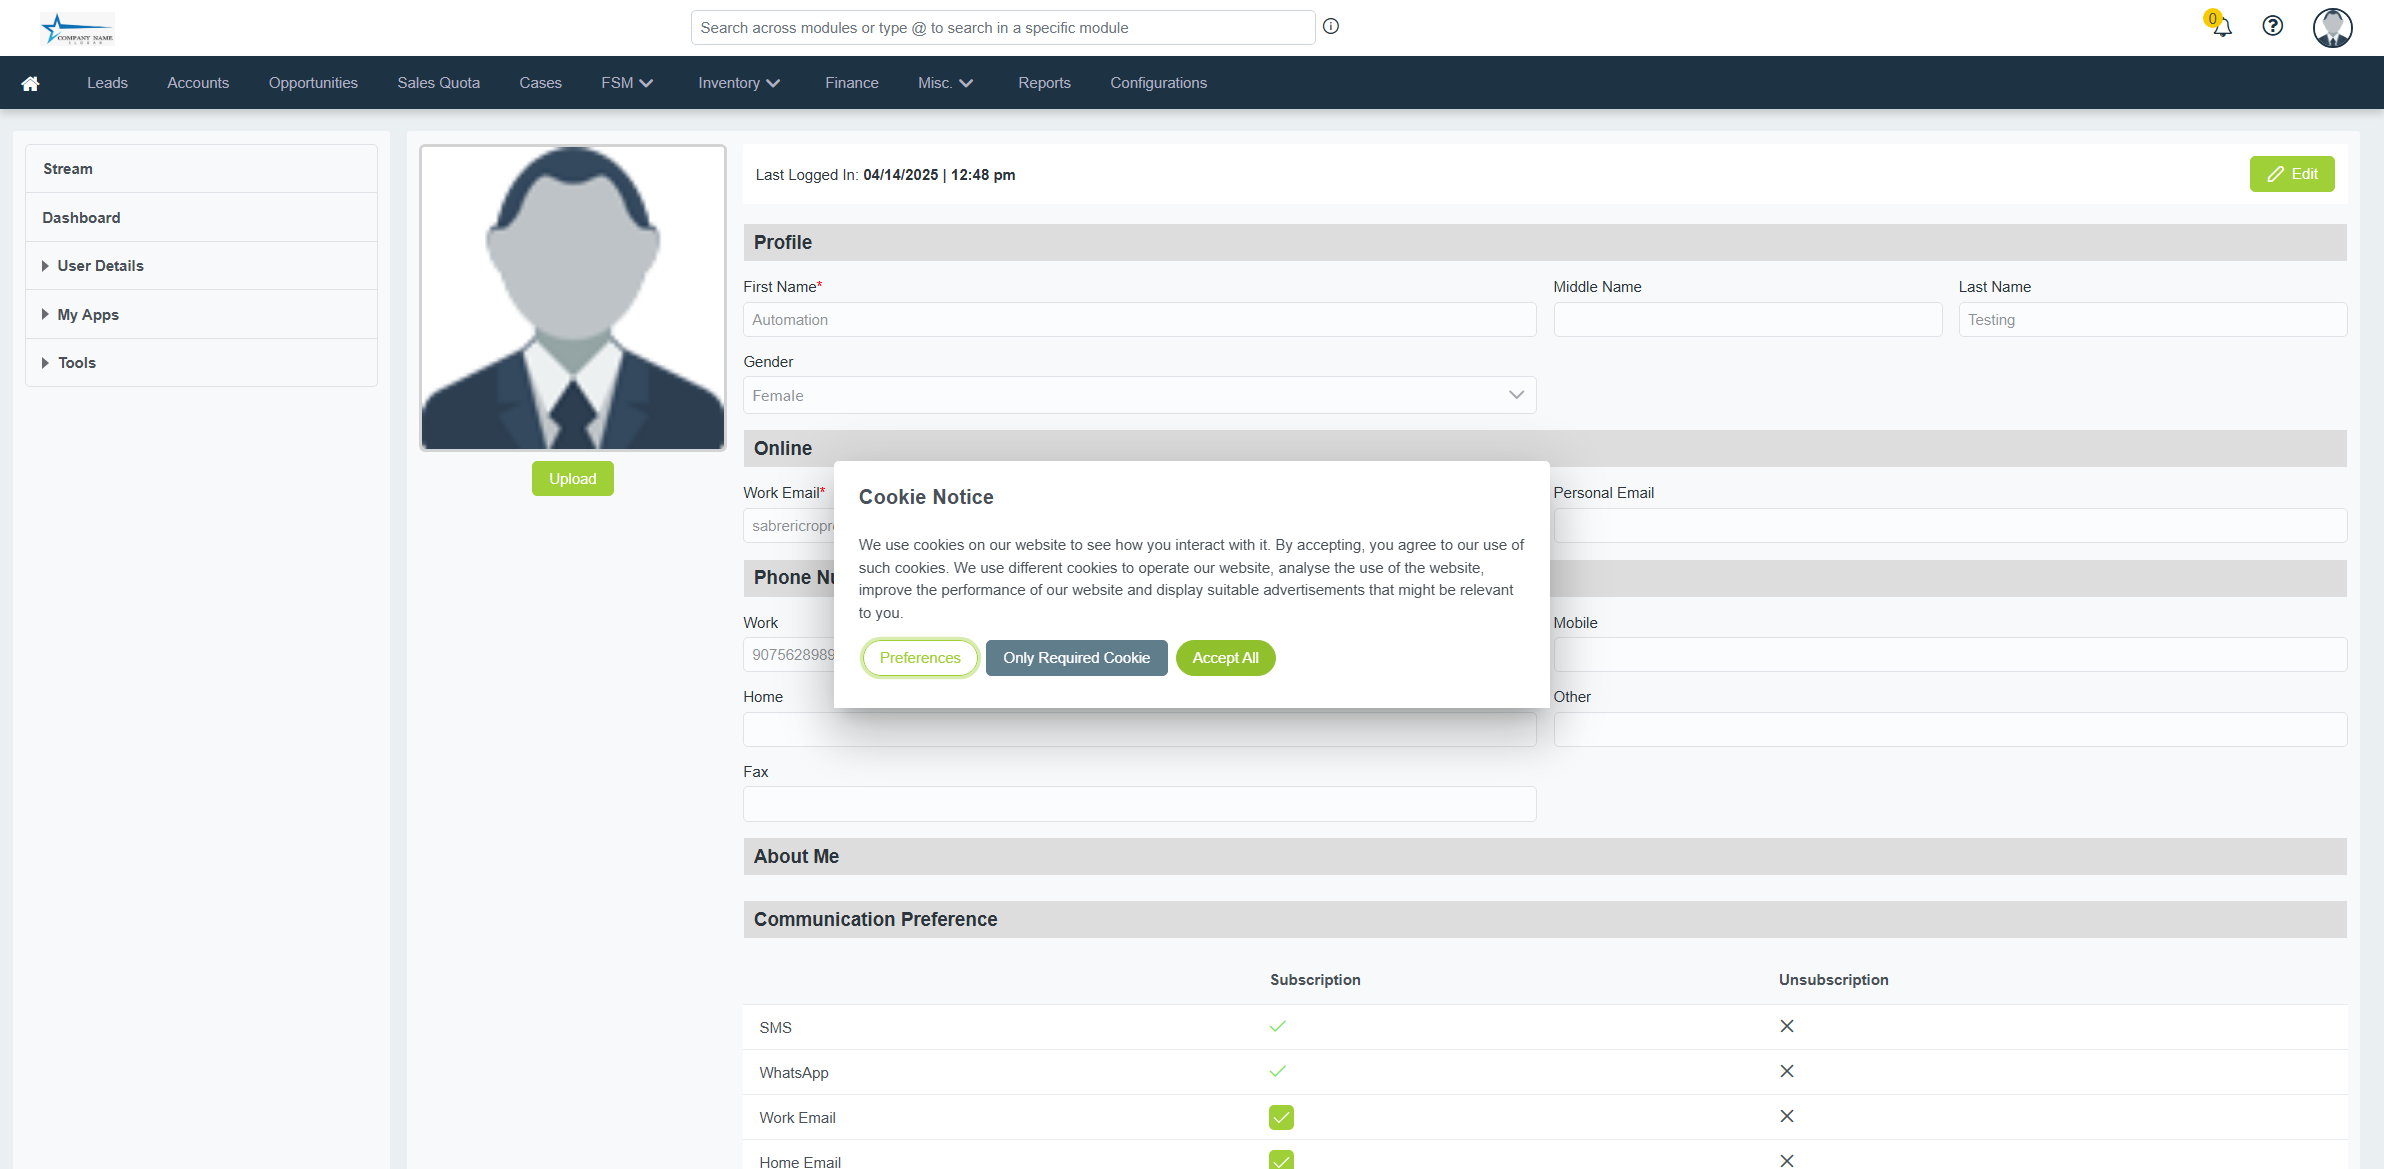 COMPANY NAME
Search across modules or type @ to search in a specific module
0
Leads Accounts Opportunities Sales Quota Cases FSM Inventory Finance Misc. Reports Configurations
Stream
Dashboard
User Details
My Apps
Tools
Upload
Last Logged In: 04/14/2025 | 12:48 pm
Edit
Profile
First Name*
Middle Name
Last Name
Automation
Testing
Gender
Female
Online
Work Email*
Personal Email
Cookie Notice
We use cookies on our website to see how you interact with it. By accepting, you agree to our use of
such cookies. We use different cookies to operate our website, analyse the use of the website,
improve the performance of our website and display suitable advertisements that might be relevant
to you.
Preferences Only Required Cookie Accept All
Phone
Work
Mobile
9075628989
Home
Other
Fax
About Me
Communication Preference
Subscription Unsubscription
SMS
WhatsApp
Work Email
Home Email